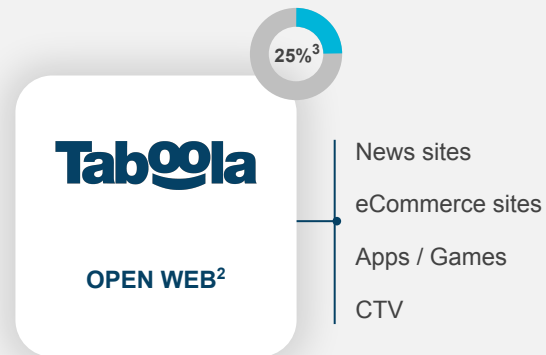 25%³
Taboola
OPEN WEB²
News sites
eCommerce sites
Apps / Games
CTV